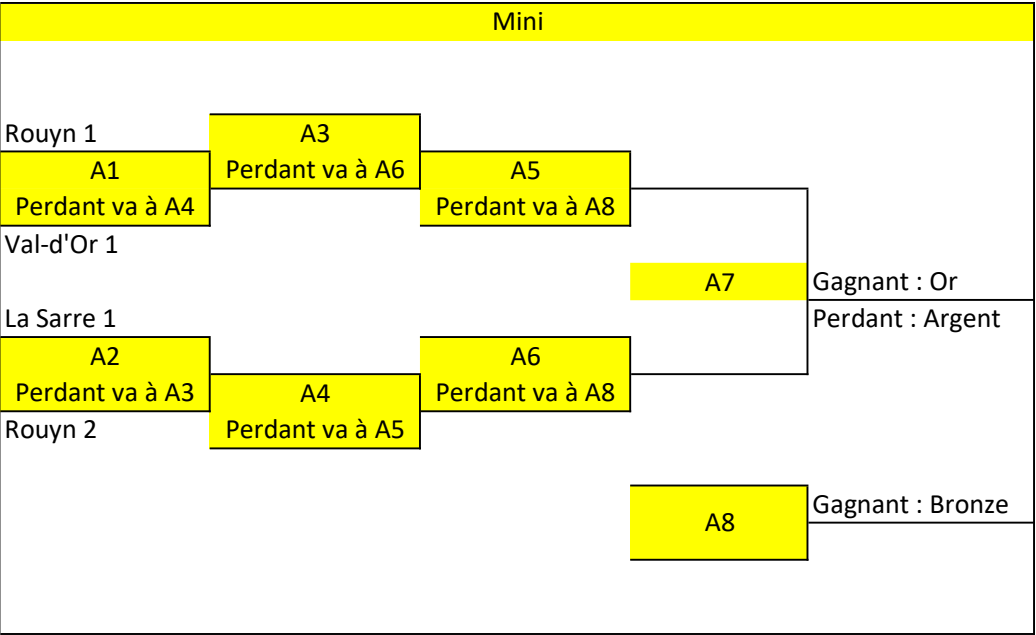 Mini
Rouyn 1
A1
Perdant va à A4
Val-d'Or 1
La Sarre 1
A2
Perdant va à A3
Rouyn 2
A3
Perdant va à A6
A4
Perdant va à A5
A5
Perdant va à A8
A6
Perdant va à A8
A7
Gagnant : Or
Perdant : Argent
A8
Gagnant : Bronze